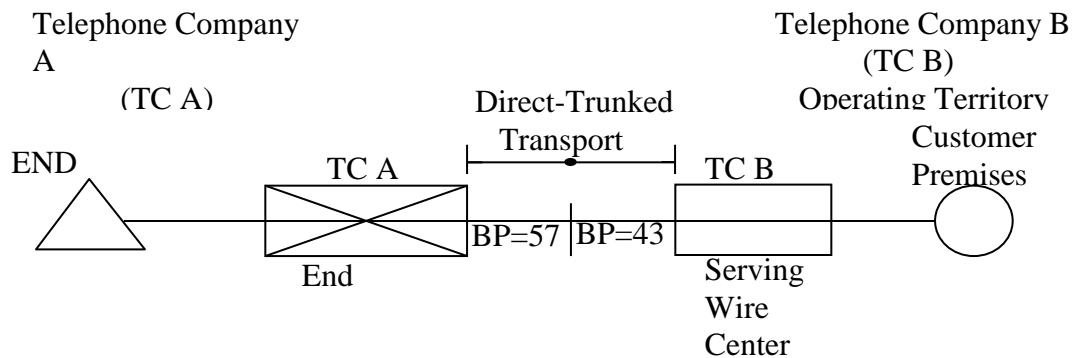 Telephone Company
A
(TC A)
Telephone Company B
(TC B)
Operating Territory
Direct-Trunked
Transport
Customer
Premises
END
TC A
TC B
BP=57
BP=43
End
Serving
Wire
Center